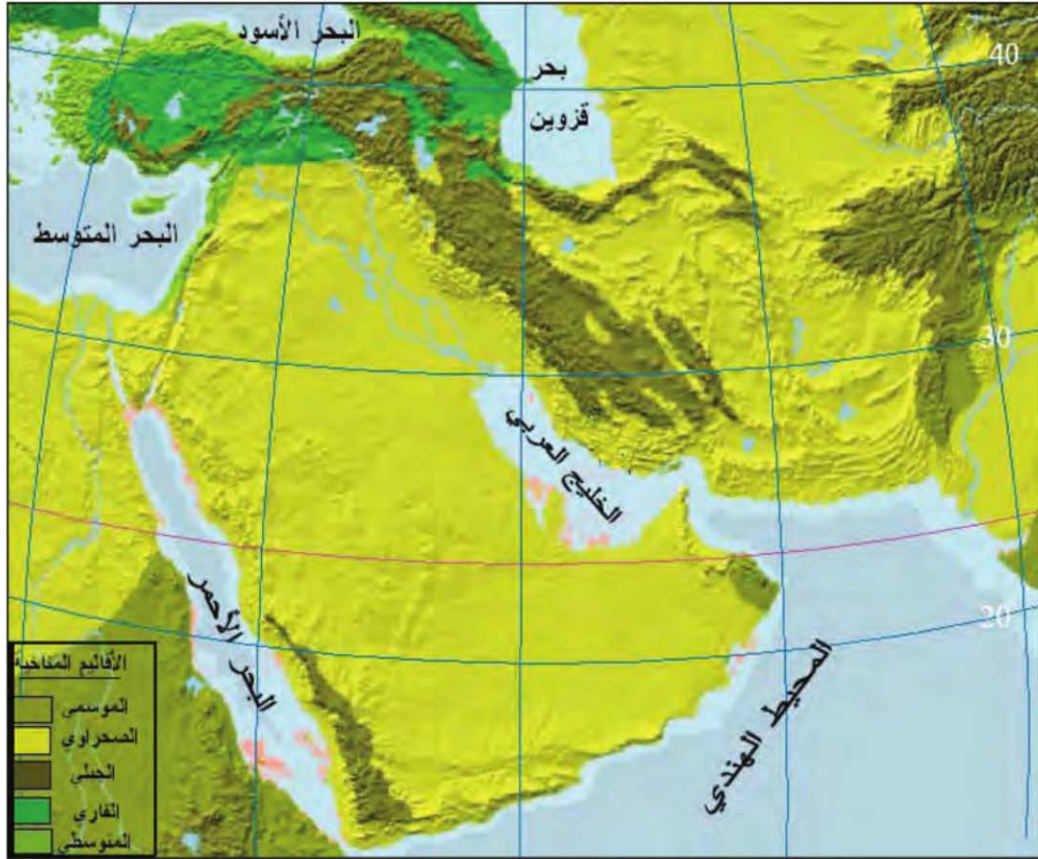 البحر الأسود
بحر
قزوين
40
البحر المتوسط
30
الخليج العربي
البحر الأحمر
20
المحيط الهندي
الأقاليم المناخية
الموسمي
الصحراوي
الجبلي
القاري
المتوسطي